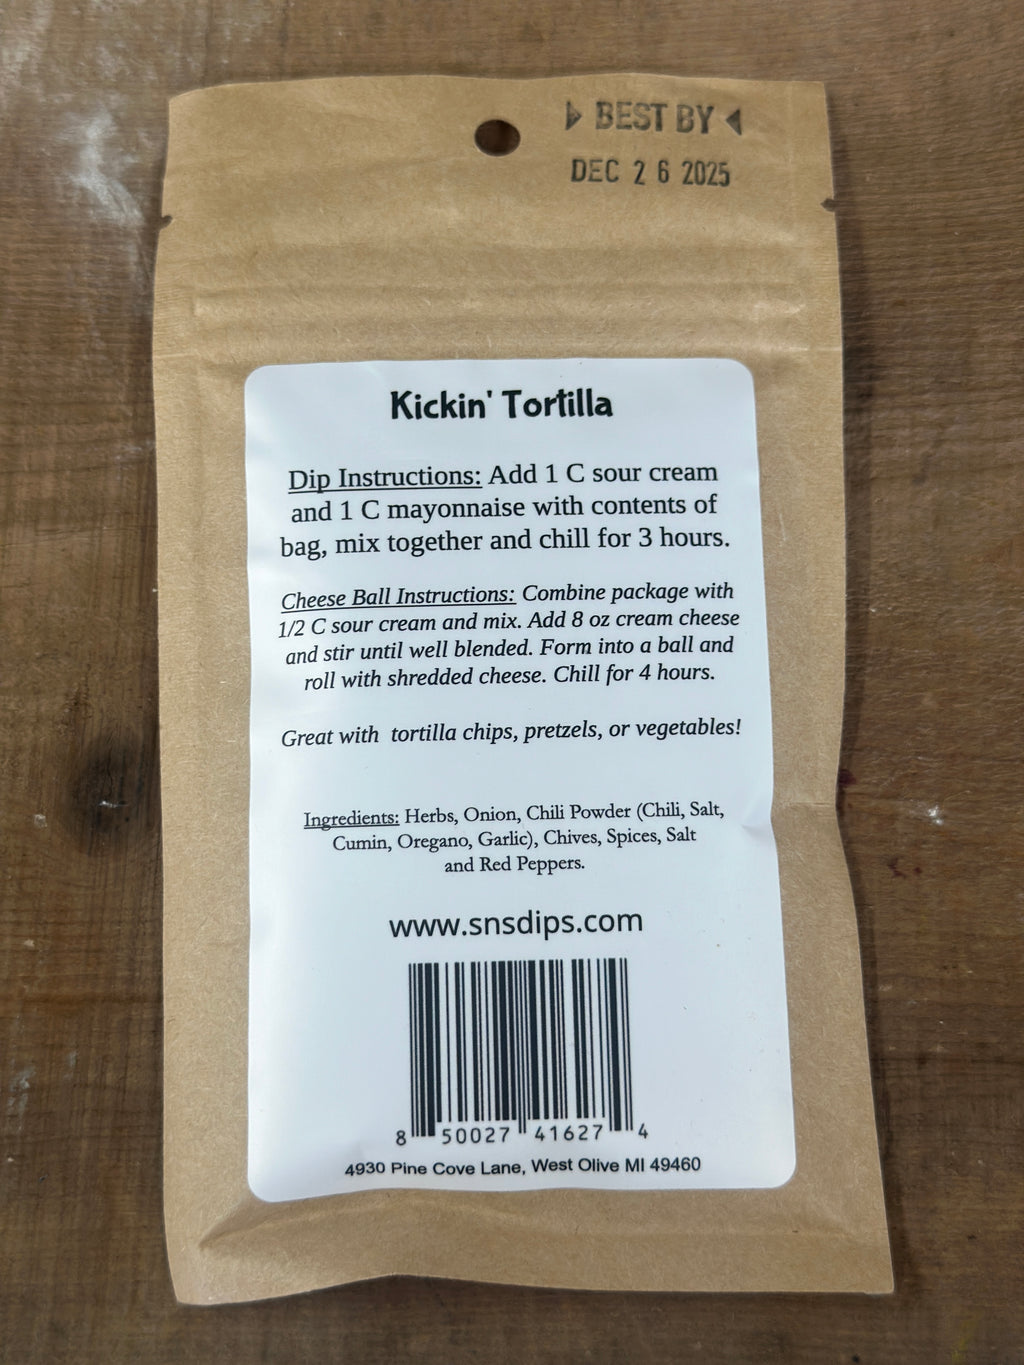 BEST BY
DEC 26 2025
Kickin' Tortilla
Dip Instructions: Add 1 C sour cream
and 1 C mayonnaise with contents of
bag, mix together and chill for 3 hours.
Cheese Ball Instructions: Combine package with
1/2 C sour cream and mix. Add 8 oz cream cheese
and stir until well blended. Form into a ball and
roll with shredded cheese. Chill for 4 hours.
Great with tortilla chips, pretzels, or vegetables!
Ingredients: Herbs, Onion, Chili Powder (Chili, Salt,
Cumin, Oregano, Garlic), Chives, Spices, Salt
and Red Peppers.
www.snsdips.com
8 50027 41627 4
4930 Pine Cove Lane, West Olive MI 49460